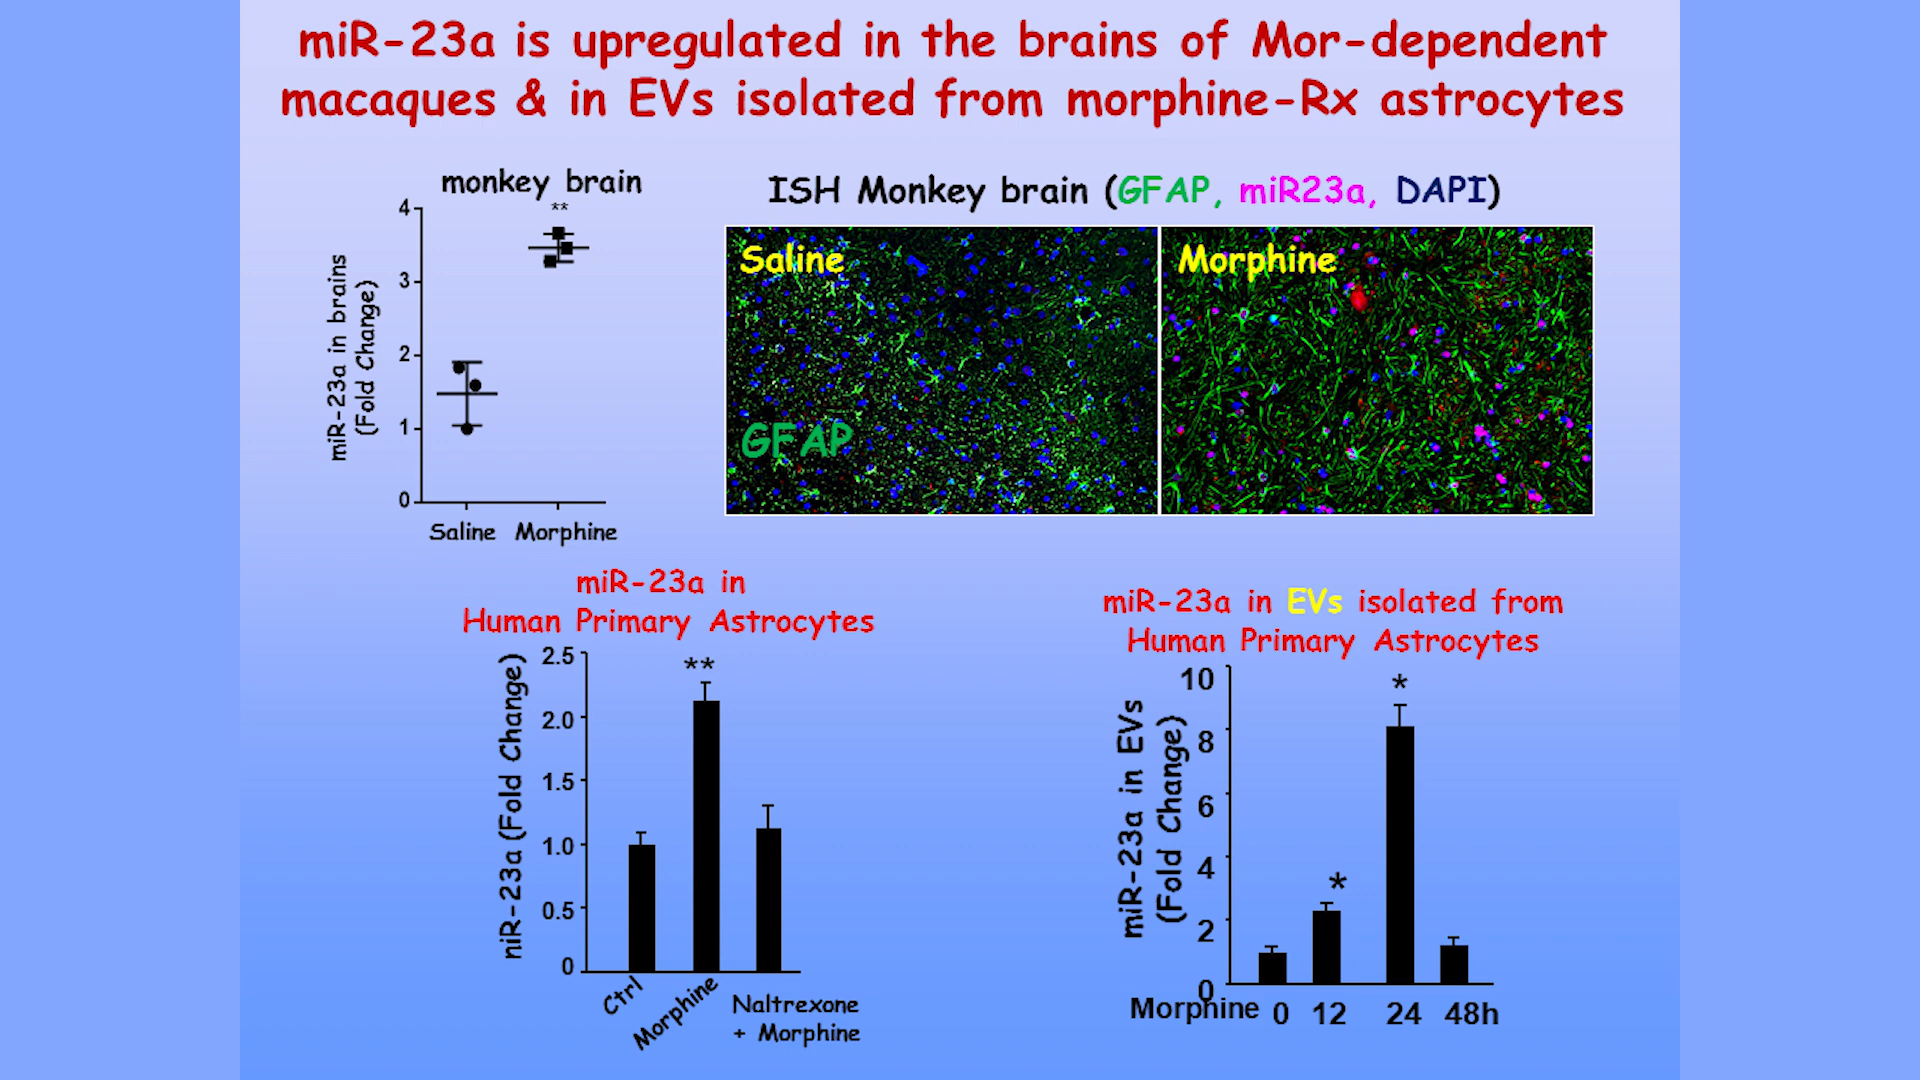 miR-23a is upregulated in the brains of Mor-dependent
macaques & in EVs isolated from morphine-Rx astrocytes
monkey brain
**
4
3
2
1
0
miR-23a in brains
(Fold Change)
Saline
Morphine
ISH Monkey brain (GFAP, miR23a, DAPI)
Saline
GFAP
Morphine
miR-23a in
Human Primary Astrocytes
**
2.5
2.0
1.5
1.0
0.5
0
niR-23a (Fold Change)
Ctrl
Morphine
Naltrexone
+ Morphine
miR-23a in EVs isolated from
Human Primary Astrocytes
*
*
10
8
6
4
2
0
miR-23a in EVs
(Fold Change)
Morphine 0 12 24 48h